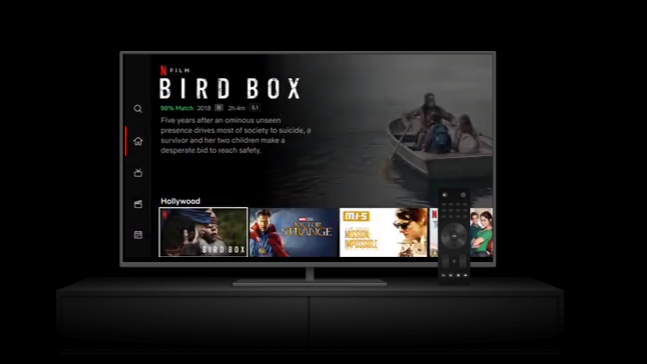 N FILM
BIRD BOX
98% Match 2018 2h 4m 5.1
Five years after an ominous unseen
presence drives most of society to suicide, a
survivor and her two children make a
desperate bid to reach safety.
Hollywood
N
BIRD BOX
DOCTOR
STRANGE
M:I-5
MISSION
IMPOSSIBLE
N